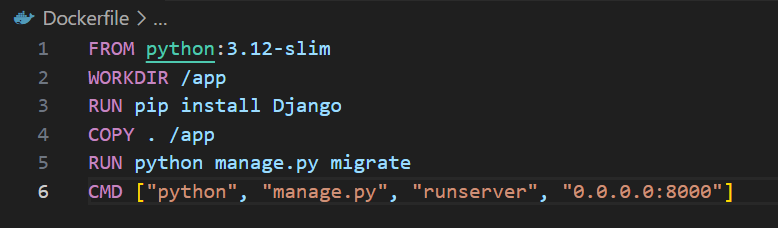 Dockerfile > ...
1 FROM python:3.12-slim
2 WORKDIR /app
3 RUN pip install Django
4 COPY . /app
5 RUN python manage.py migrate
6 CMD ["python", "manage.py", "runserver", "0.0.0.0:8000"]